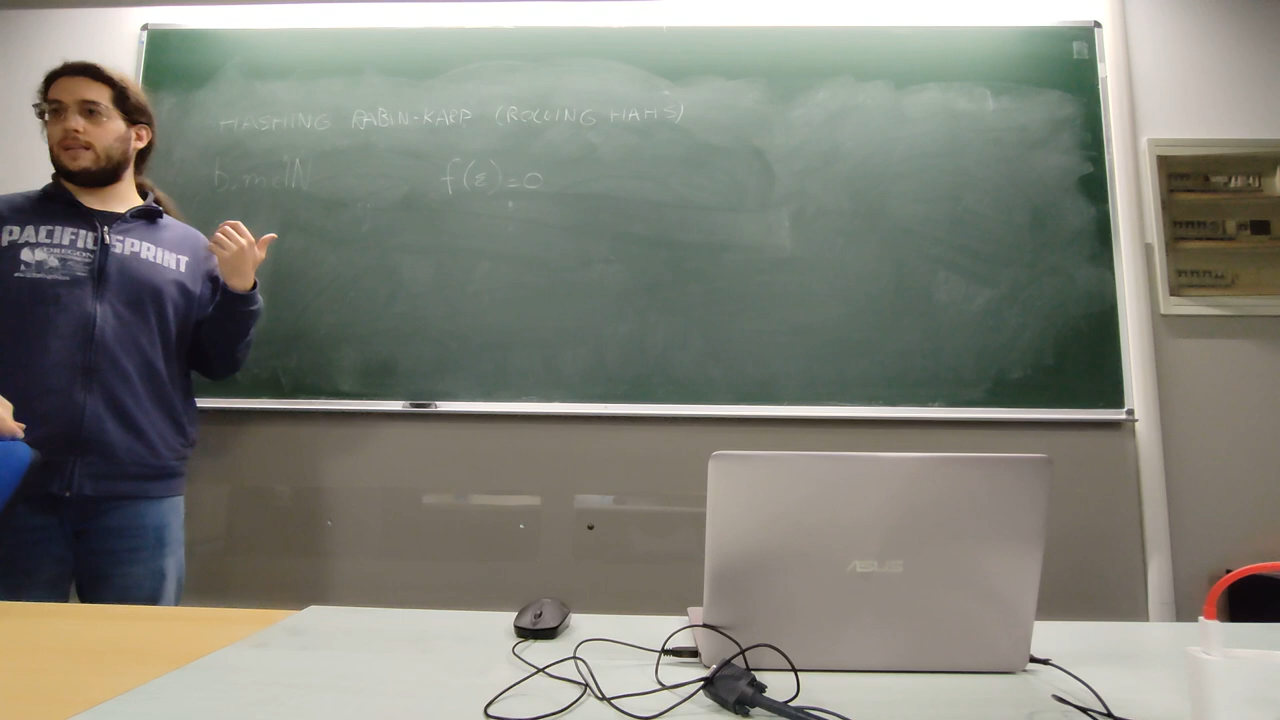 HASHING RABIN-KARP (ROLLING HAHS)
b, m ∈ ℕ f(ε)=0
PACIFIC SPRINT
OREGON
ASUS